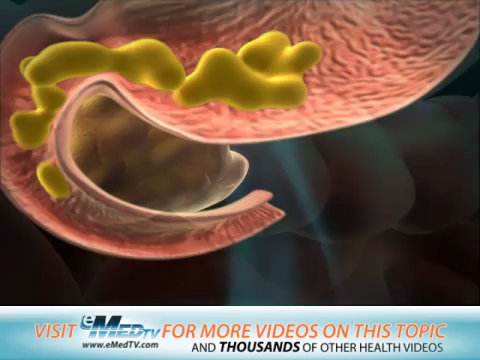 VISIT eMedTV FOR MORE VIDEOS ON THIS TOPIC
www.eMedTV.com AND THOUSANDS OF OTHER HEALTH VIDEOS